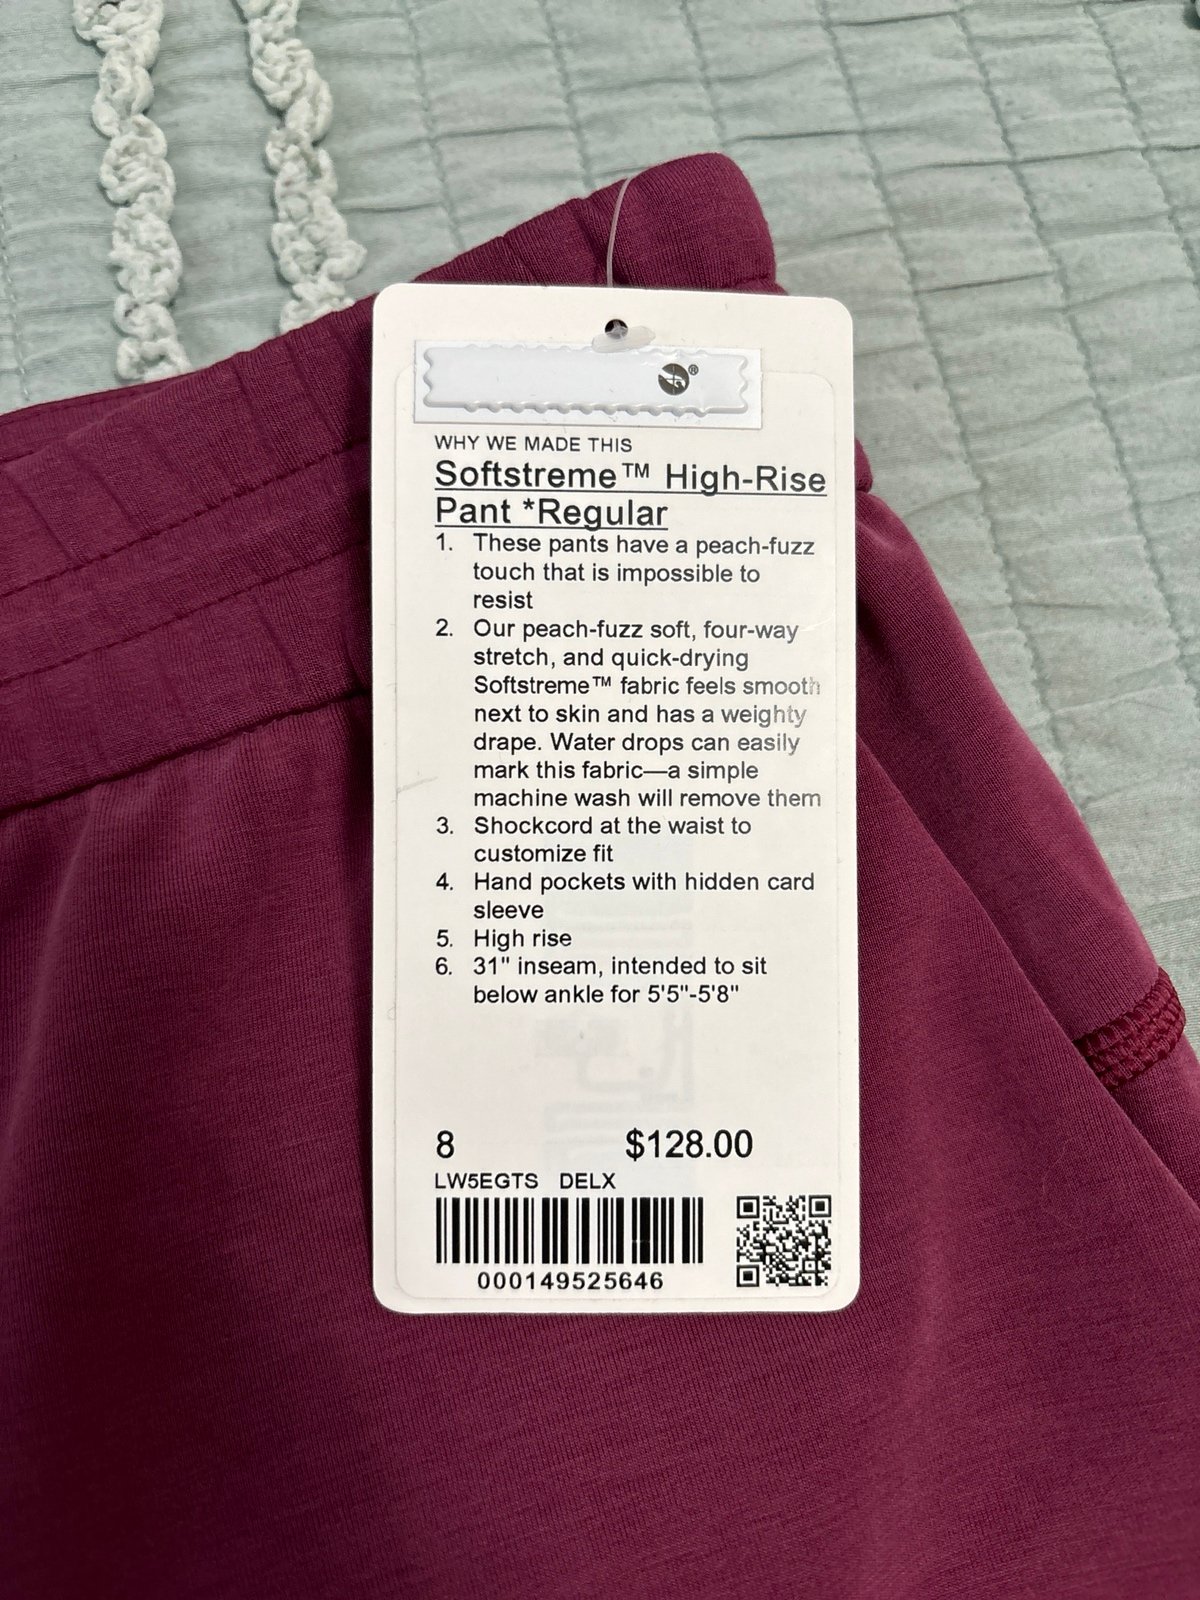 ®
WHY WE MADE THIS
Softstreme™ High-Rise
Pant *Regular
1. These pants have a peach-fuzz
touch that is impossible to
resist
2. Our peach-fuzz soft, four-way
stretch, and quick-drying
Softstreme™ fabric feels smooth
next to skin and has a weighty
drape. Water drops can easily
mark this fabric—a simple
machine wash will remove them
3. Shockcord at the waist to
customize fit
4. Hand pockets with hidden card
sleeve
5. High rise
6. 31" inseam, intended to sit
below ankle for 5'5"-5'8"
8 $128.00
LW5EGTS DELX
000149525646